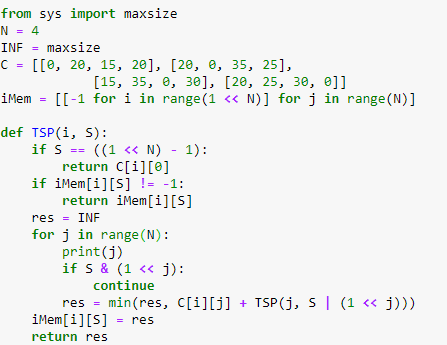 from sys import maxsize
N = 4
INF = maxsize
C = [[0, 20, 15, 20], [20, 0, 35, 25],
            [15, 35, 0, 30], [20, 25, 30, 0]]
iMem = [[-1 for i in range(1 << N)] for j in range(N)]

def TSP(i, S):
    if S == ((1 << N) - 1):
        return C[i][0]
    if iMem[i][S] != -1:
        return iMem[i][S]
    res = INF
    for j in range(N):
        print(j)
        if S & (1 << j):
            continue
        res = min(res, C[i][j] + TSP(j, S | (1 << j)))
    iMem[i][S] = res
    return res